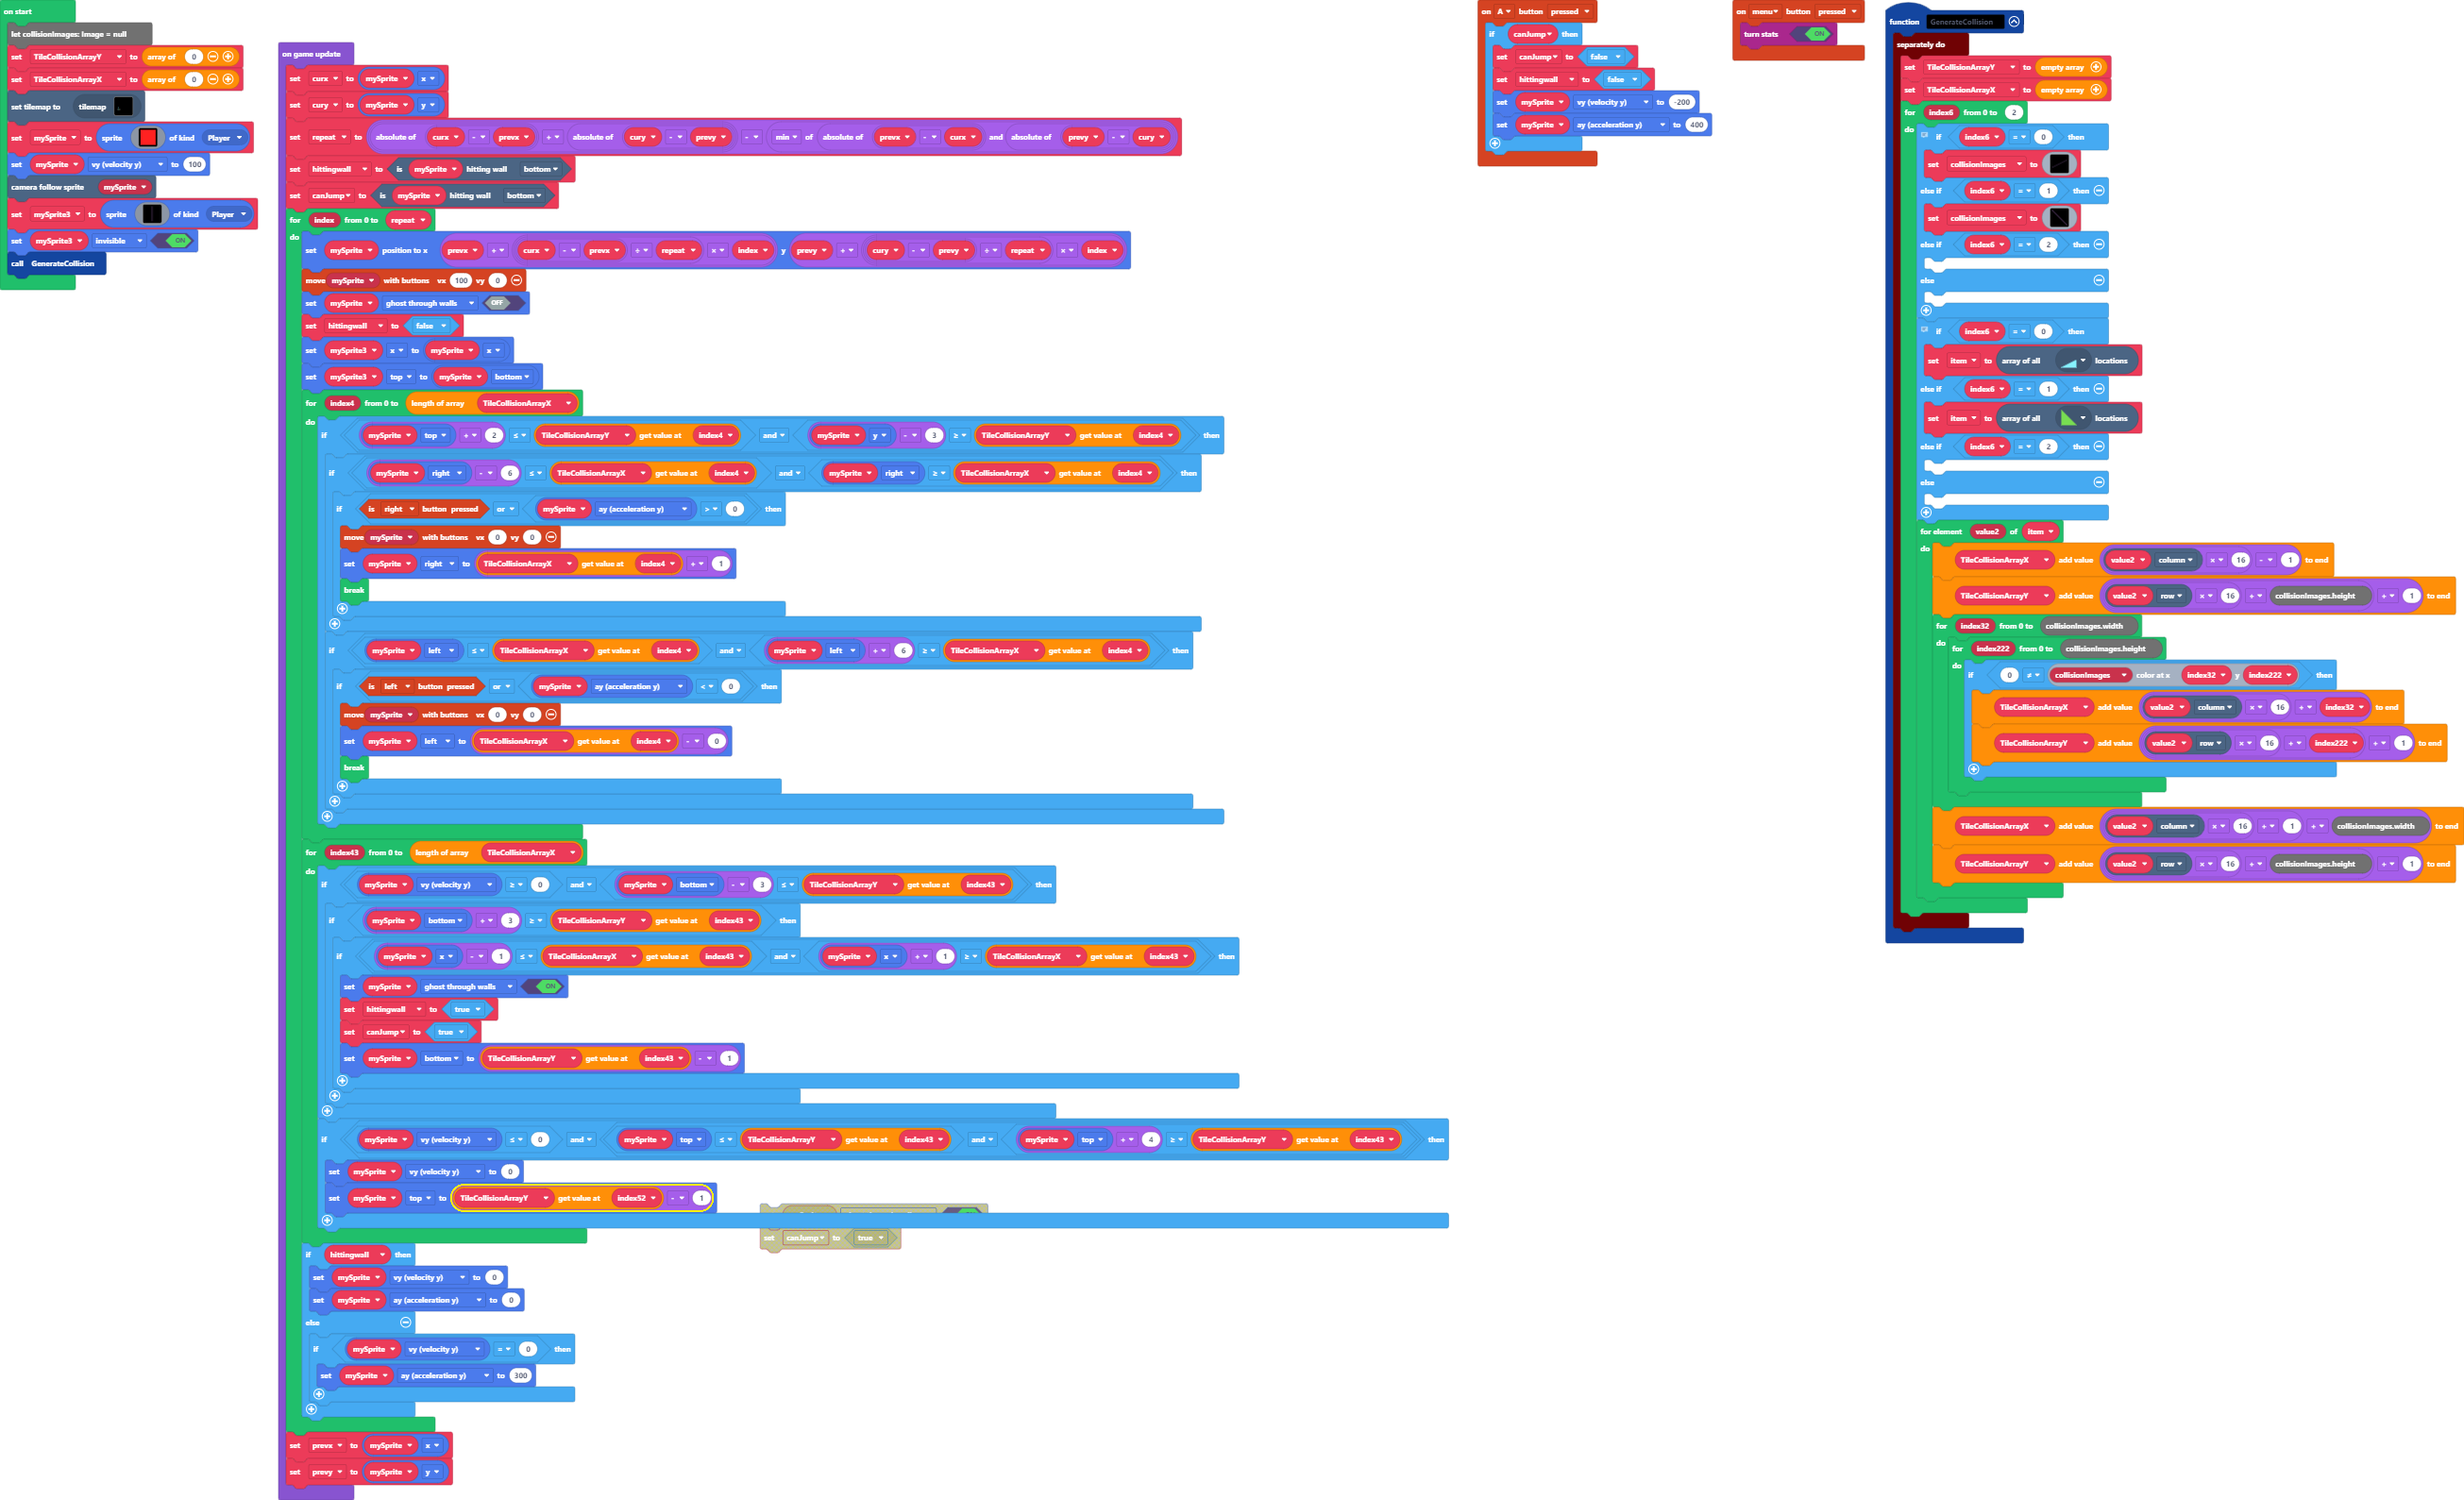 on start
let collisionImages: Image = null
set TileCollisionArrayY to array of 0
set TileCollisionArrayX to array of 0
set tilemap to tilemap
set mySprite to sprite of kind Player
set mySprite vy (velocity y) to 100
camera follow sprite mySprite
set mySprite3 to sprite of kind Player
set mySprite3 invisible ON
call GenerateCollision
on game update
set curx to mySprite x
set cury to mySprite y
set repeat to absolute of curx - prevx + absolute of cury - prevy - min of absolute of prevx - curx and absolute of prevy - cury
set hittingwall to is mySprite hitting wall bottom
set canJump to is mySprite hitting wall bottom
for index from 0 to repeat
do
set mySprite position to x prevx + curx - prevx ÷ repeat × index y prevy + cury - prevy ÷ repeat × index
move mySprite with buttons vx 100 vy 0
set mySprite ghost through walls OFF
set hittingwall to false
set mySprite3 x to mySprite x
set mySprite3 top to mySprite bottom
for index4 from 0 to length of array TileCollisionArrayX
do
if mySprite top + 2 ≤ TileCollisionArrayY get value at index4 and mySprite y - 3 ≥ TileCollisionArrayY get value at index4 then
if mySprite right - 6 ≤ TileCollisionArrayX get value at index4 and mySprite right ≥ TileCollisionArrayX get value at index4 then
if is right button pressed or mySprite ay (acceleration y) > 0 then
move mySprite with buttons vx 0 vy 0
set mySprite right to TileCollisionArrayX get value at index4 + 1
break
if mySprite left ≤ TileCollisionArrayX get value at index4 and mySprite left + 6 ≥ TileCollisionArrayX get value at index4 then
if is left button pressed or mySprite ay (acceleration y) < 0 then
move mySprite with buttons vx 0 vy 0
set mySprite left to TileCollisionArrayX get value at index4 - 0
break
for index43 from 0 to length of array TileCollisionArrayX
do
if mySprite vy (velocity y) ≥ 0 and mySprite bottom - 3 ≤ TileCollisionArrayY get value at index43 then
if mySprite bottom + 3 ≥ TileCollisionArrayY get value at index43 then
if mySprite x - 1 ≤ TileCollisionArrayX get value at index43 and mySprite x + 1 ≥ TileCollisionArrayX get value at index43 then
set mySprite ghost through walls ON
set hittingwall to true
set canJump to true
set mySprite bottom to TileCollisionArrayY get value at index43 - 1
if mySprite vy (velocity y) ≤ 0 and mySprite top ≤ TileCollisionArrayY get value at index43 and mySprite top + 4 ≥ TileCollisionArrayY get value at index43 then
set mySprite vy (velocity y) to 0
set mySprite top to TileCollisionArrayY get value at index52 - 1
set canJump to true
if hittingwall then
set mySprite vy (velocity y) to 0
set mySprite ay (acceleration y) to 0
else
if mySprite vy (velocity y) = 0 then
set mySprite ay (acceleration y) to 300
set prevx to mySprite x
set prevy to mySprite y
on A button pressed
if canJump then
set canJump to false
set hittingwall to false
set mySprite vy (velocity y) to -200
set mySprite ay (acceleration y) to 400
on menu button pressed
turn stats ON
function GenerateCollision
separately do
set TileCollisionArrayY to empty array
set TileCollisionArrayX to empty array
for index6 from 0 to 2
do
if index6 = 0 then
set collisionImages to
else if index6 = 1 then
set collisionImages to
else if index6 = 2 then
else
if index6 = 0 then
set item to array of all locations
else if index6 = 1 then
set item to array of all locations
else if index6 = 2 then
else
for element value2 of item
do
TileCollisionArrayX add value value2 column × 16 - 1 to end
TileCollisionArrayY add value value2 row × 16 + collisionImages.height + 1 to end
for index32 from 0 to collisionImages.width
do
for index222 from 0 to collisionImages.height
do
if 0 ≠ collisionImages color at x index32 y index222 then
TileCollisionArrayX add value value2 column × 16 + index32 to end
TileCollisionArrayY add value value2 row × 16 + index222 + 1 to end
TileCollisionArrayX add value value2 column × 16 + 1 + collisionImages.width to end
TileCollisionArrayY add value value2 row × 16 + collisionImages.height + 1 to end